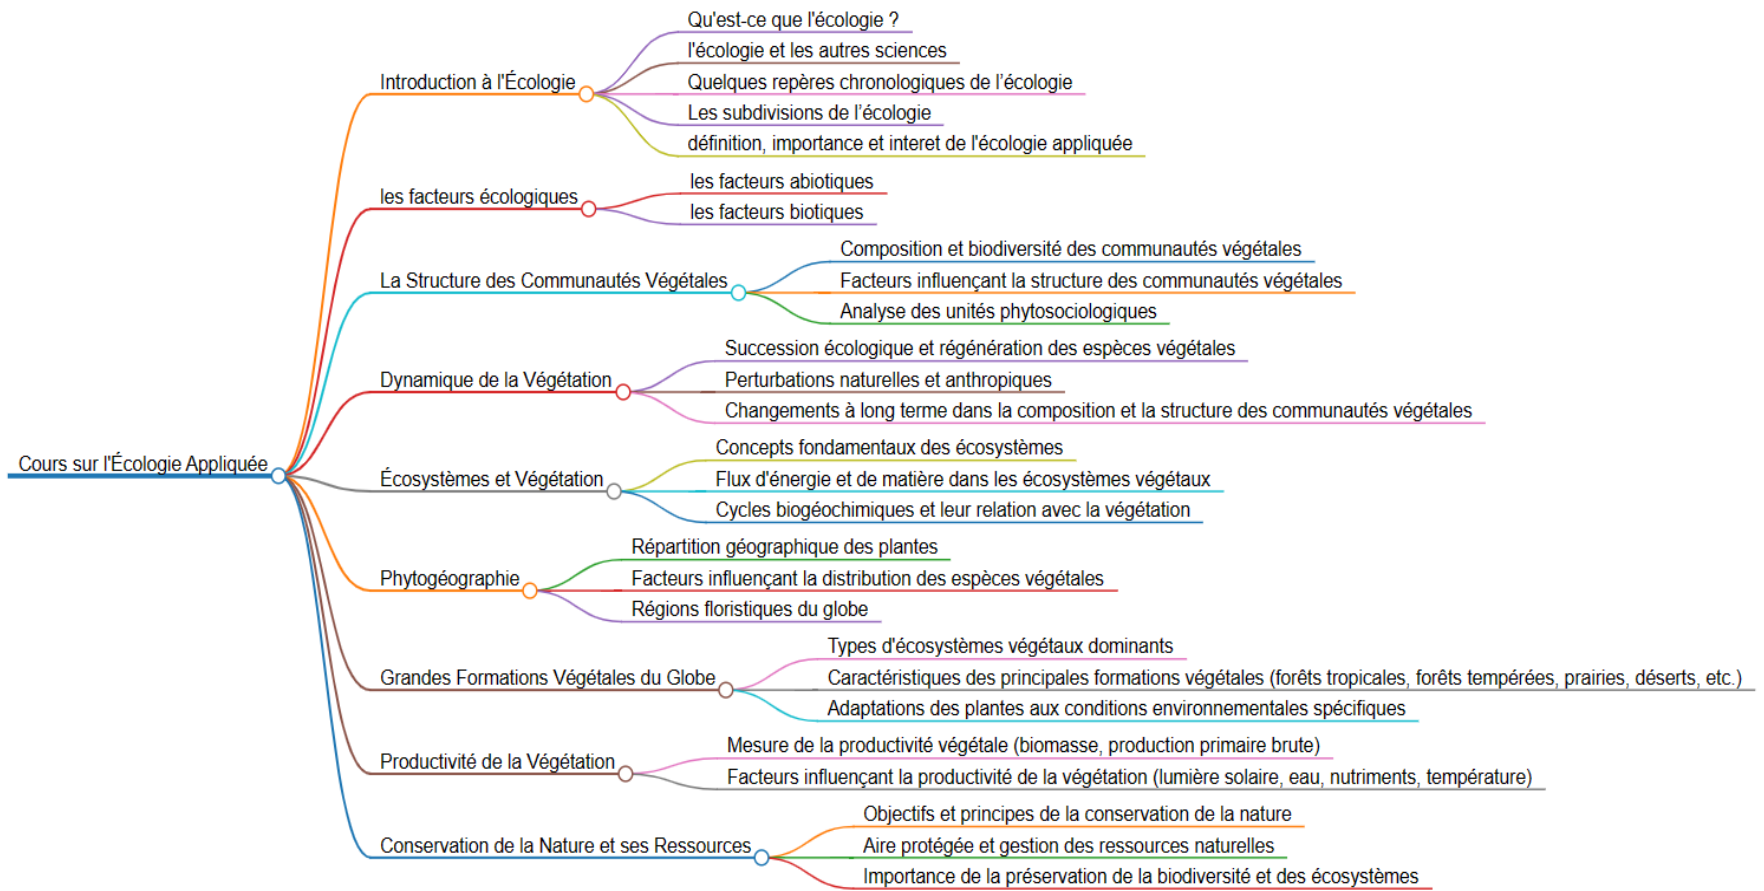 Cours sur l'Écologie Appliquée
Introduction à l'Écologie
Qu'est-ce que l'écologie ?
l'écologie et les autres sciences
Quelques repères chronologiques de l’écologie
Les subdivisions de l’écologie
définition, importance et interet de l'écologie appliquée
les facteurs écologiques
les facteurs abiotiques
les facteurs biotiques
La Structure des Communautés Végétales
Composition et biodiversité des communautés végétales
Facteurs influençant la structure des communautés végétales
Analyse des unités phytosociologiques
Dynamique de la Végétation
Succession écologique et régénération des espèces végétales
Perturbations naturelles et anthropiques
Changements à long terme dans la composition et la structure des communautés végétales
Écosystèmes et Végétation
Concepts fondamentaux des écosystèmes
Flux d'énergie et de matière dans les écosystèmes végétaux
Cycles biogéochimiques et leur relation avec la végétation
Phytogéographie
Répartition géographique des plantes
Facteurs influençant la distribution des espèces végétales
Régions floristiques du globe
Grandes Formations Végétales du Globe
Types d'écosystèmes végétaux dominants
Caractéristiques des principales formations végétales (forêts tropicales, forêts tempérées, prairies, déserts, etc.)
Adaptations des plantes aux conditions environnementales spécifiques
Productivité de la Végétation
Mesure de la productivité végétale (biomasse, production primaire brute)
Facteurs influençant la productivité de la végétation (lumière solaire, eau, nutriments, température)
Conservation de la Nature et ses Ressources
Objectifs et principes de la conservation de la nature
Aire protégée et gestion des ressources naturelles
Importance de la préservation de la biodiversité et des écosystèmes